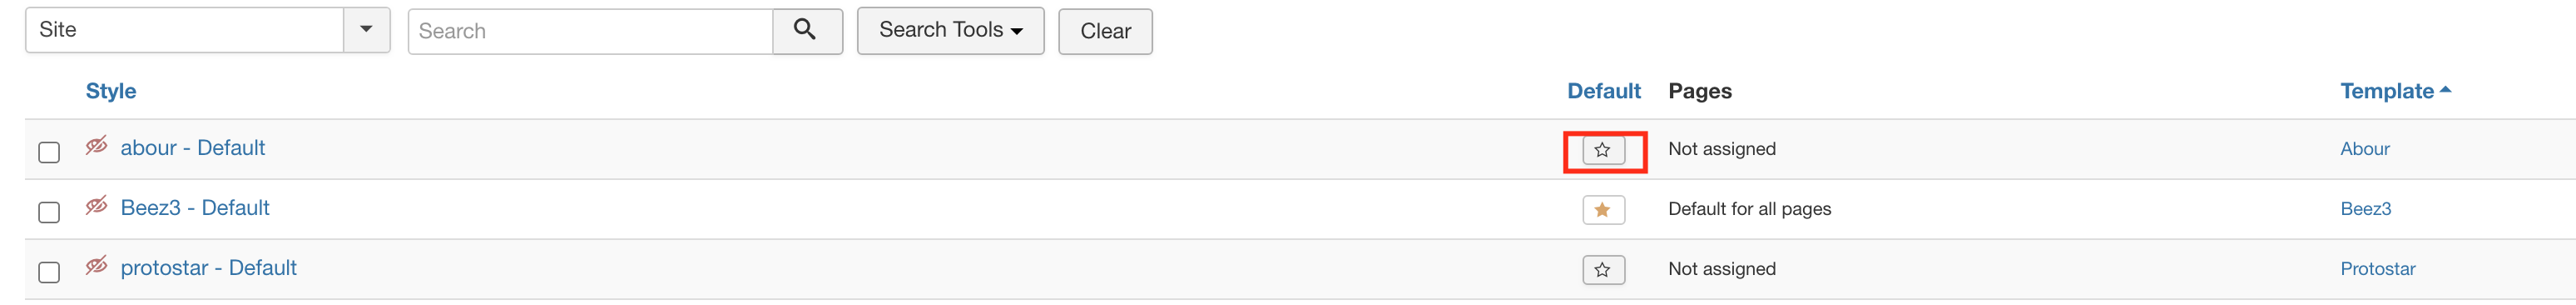 Site Search Search Tools Clear
Style Default Pages Template
abour - Default Not assigned Abour
Beez3 - Default Default for all pages Beez3
protostar - Default Not assigned Protostar